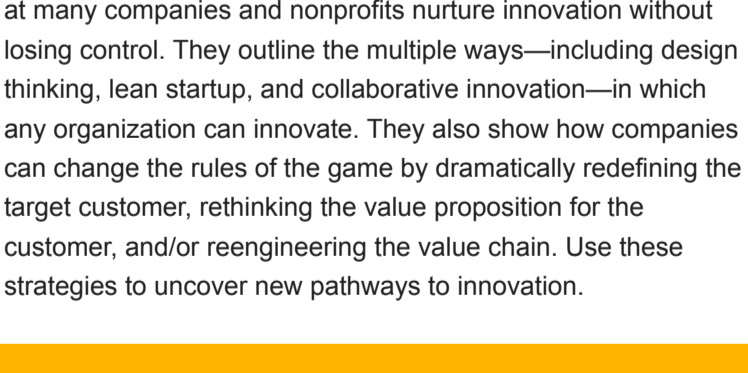 at many companies and nonprofits nurture innovation without
losing control. They outline the multiple ways—including design
thinking, lean startup, and collaborative innovation—in which
any organization can innovate. They also show how companies
can change the rules of the game by dramatically redefining the
target customer, rethinking the value proposition for the
customer, and/or reengineering the value chain. Use these
strategies to uncover new pathways to innovation.